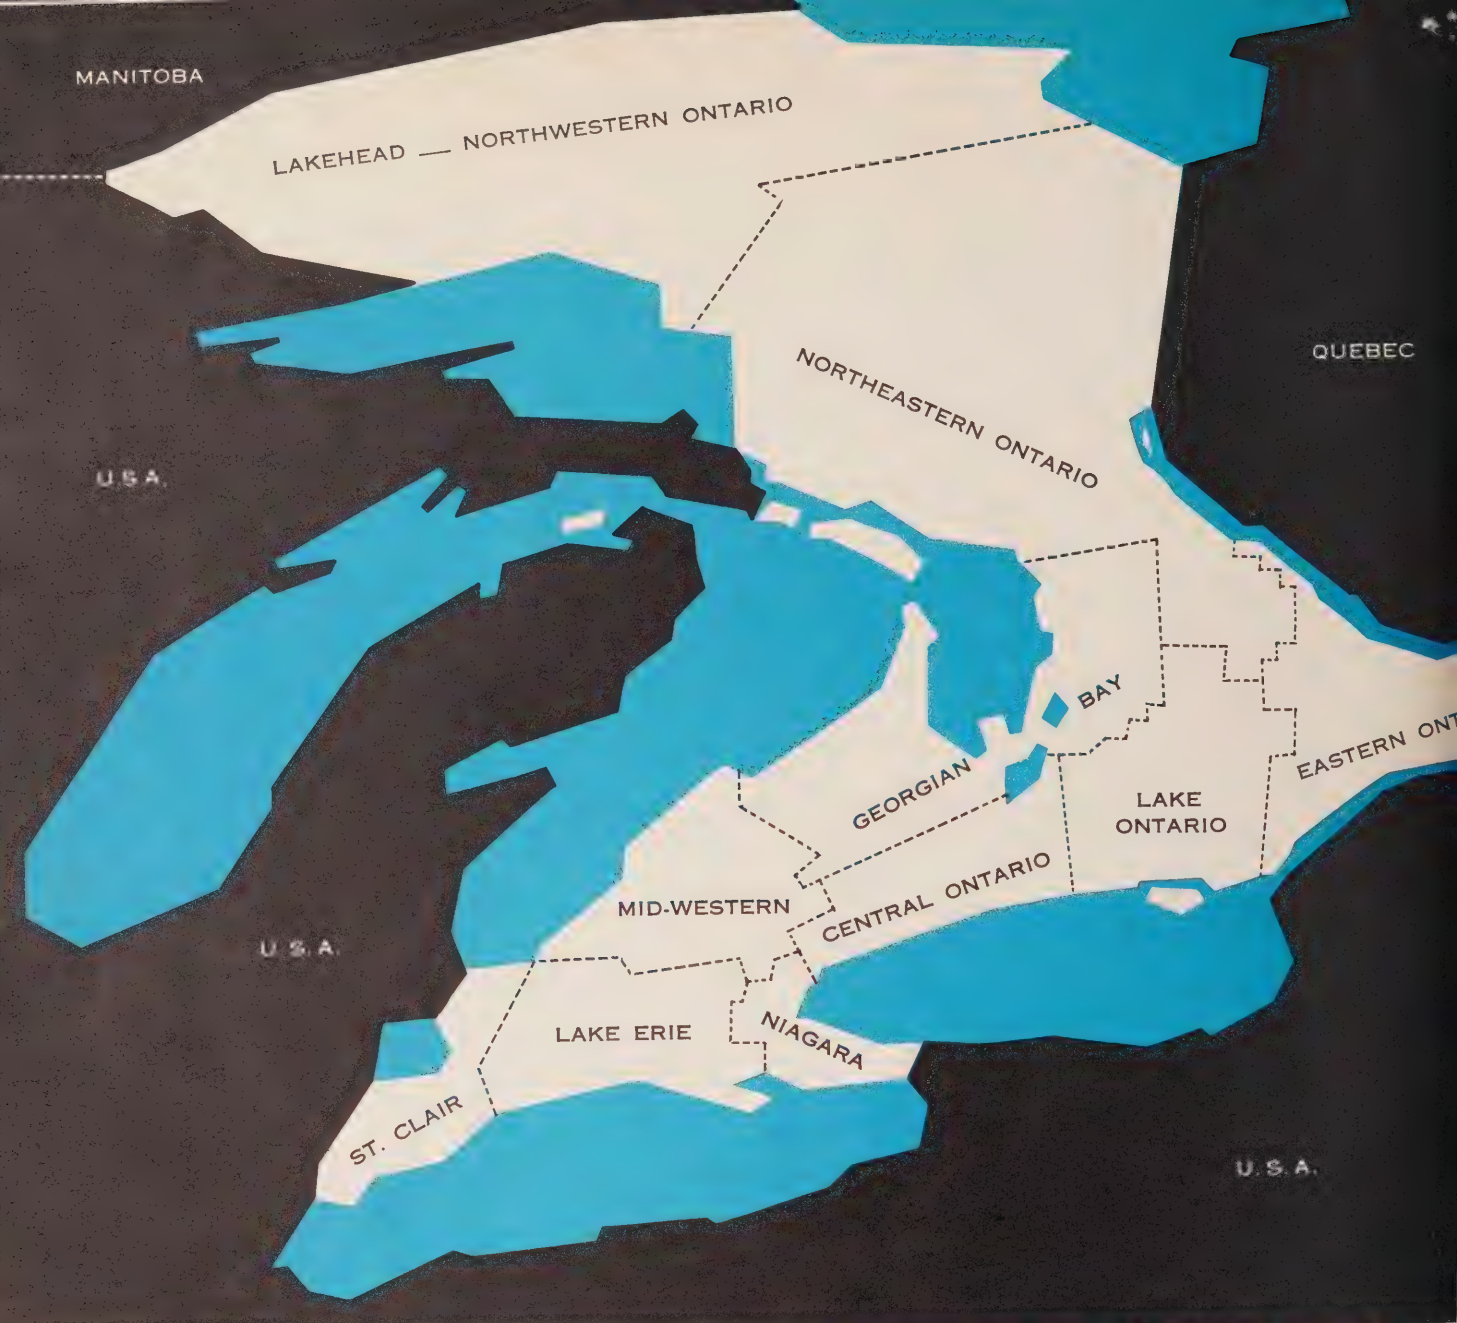 MANITOBA
LAKEHEAD — NORTHWESTERN ONTARIO
QUEBEC
NORTHEASTERN ONTARIO
U.S.A.
GEORGIAN BAY
EASTERN ONT
LAKE
ONTARIO
CENTRAL ONTARIO
MID-WESTERN
U.S.A.
LAKE ERIE
NIAGARA
ST. CLAIR
U.S.A.